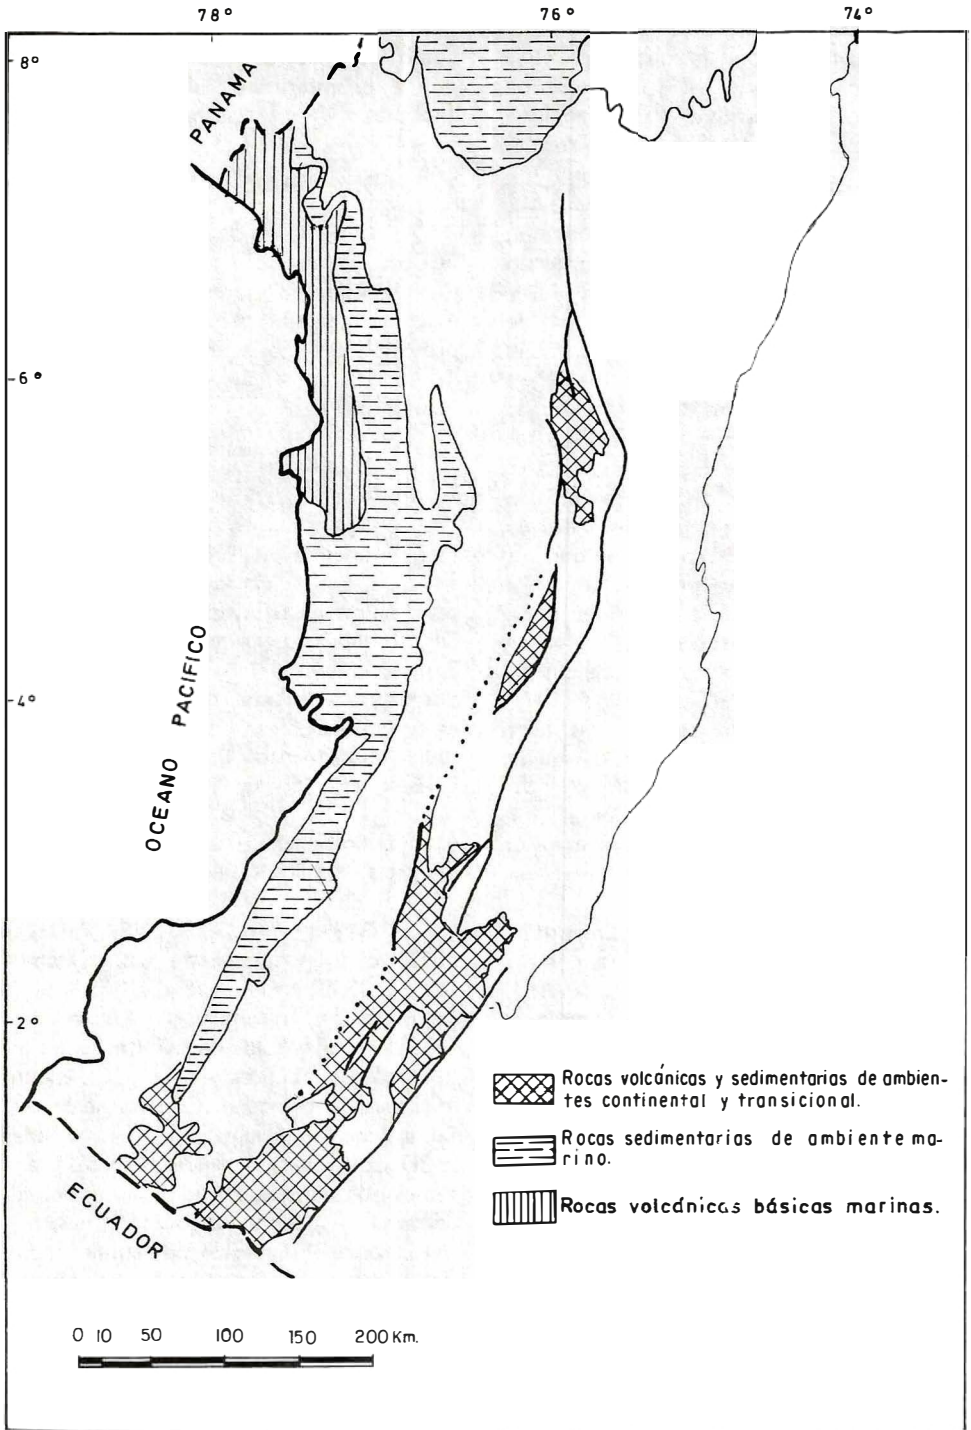 78° 76° 74°
8°
PANAMA
6°
4°
OCEANO PACIFICO
2°
Rocas volcánicas y sedimentarias de ambien-
tes continental y transicional.
Rocas sedimentarias de ambiente ma-
rino.
Rocas volcánicas básicas marinas.
ECUADOR
0 10 50 100 150 200 Km.